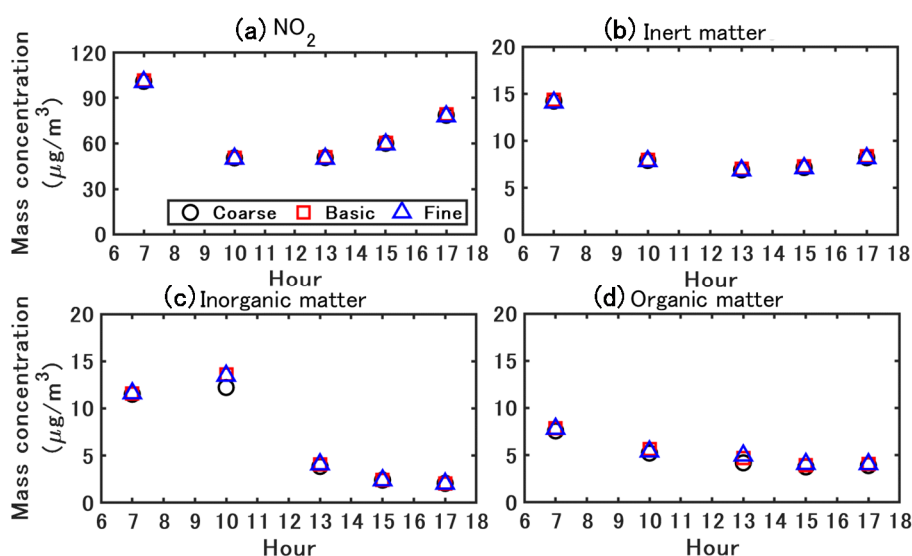 (a) NO2
Mass concentration
(μg/m3)
120
90
60
30
0
Coarse Basic Fine
6 7 8 9 10 11 12 13 14 15 16 17 18
Hour
(b) Inert matter
20
15
10
5
0
6 7 8 9 10 11 12 13 14 15 16 17 18
Hour
(c) Inorganic matter
Mass concentration
(μg/m3)
20
15
10
5
0
6 7 8 9 10 11 12 13 14 15 16 17 18
Hour
(d) Organic matter
20
15
10
5
0
6 7 8 9 10 11 12 13 14 15 16 17 18
Hour